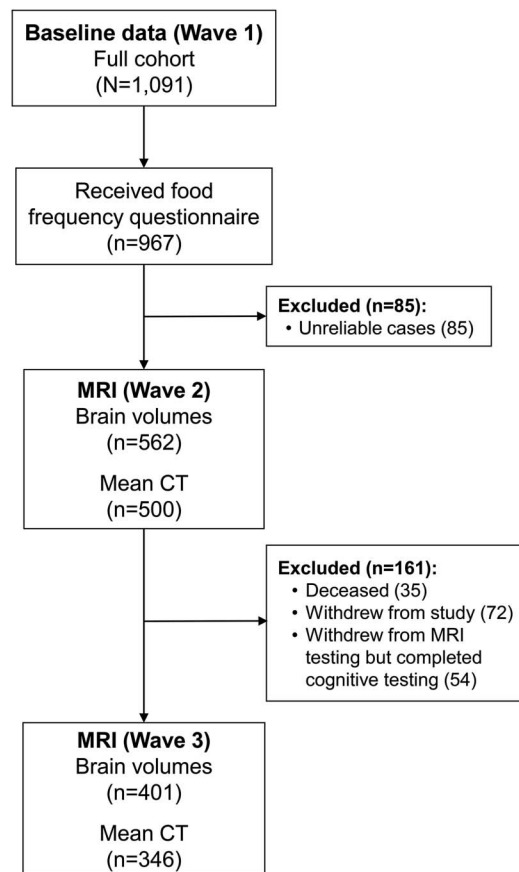 Baseline data (Wave 1)
Full cohort
(N=1,091)
Received food
frequency questionnaire
(n=967)
Excluded (n=85):
• Unreliable cases (85)
MRI (Wave 2)
Brain volumes
(n=562)
Mean CT
(n=500)
Excluded (n=161):
• Deceased (35)
• Withdrew from study (72)
• Withdrew from MRI
testing but completed
cognitive testing (54)
MRI (Wave 3)
Brain volumes
(n=401)
Mean CT
(n=346)